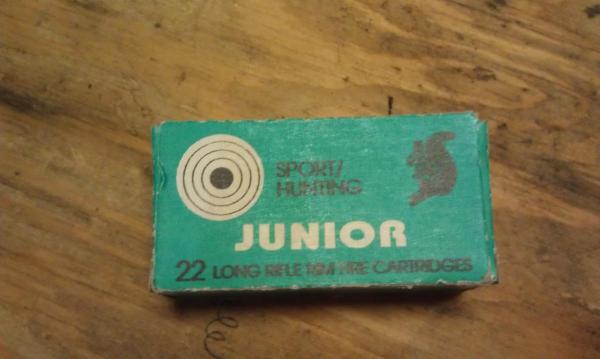 SPORT/
HUNTING
JUNIOR
22 LONG RIFLE RIM FIRE CARTRIDGES